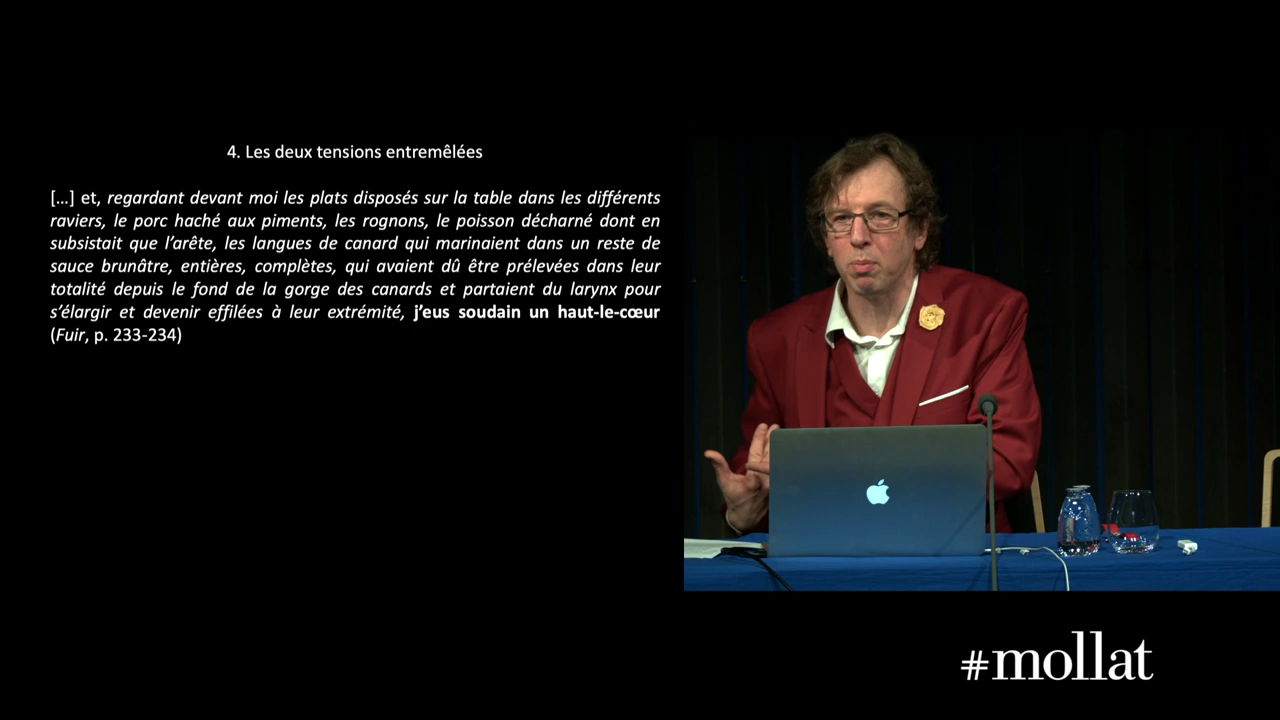 4. Les deux tensions entremêlées
[…] et, regardant devant moi les plats disposés sur la table dans les différents
raviers, le porc haché aux piments, les rognons, le poisson décharné dont en
subsistait que l’arête, les langues de canard qui marinaient dans un reste de
sauce brunâtre, entières, complètes, qui avaient dû être prélevées dans leur
totalité depuis le fond de la gorge des canards et partaient du larynx pour
s’élargir et devenir effilées à leur extrémité, j’eus soudain un haut-le-cœur
(Fuir, p. 233-234)
#mollat